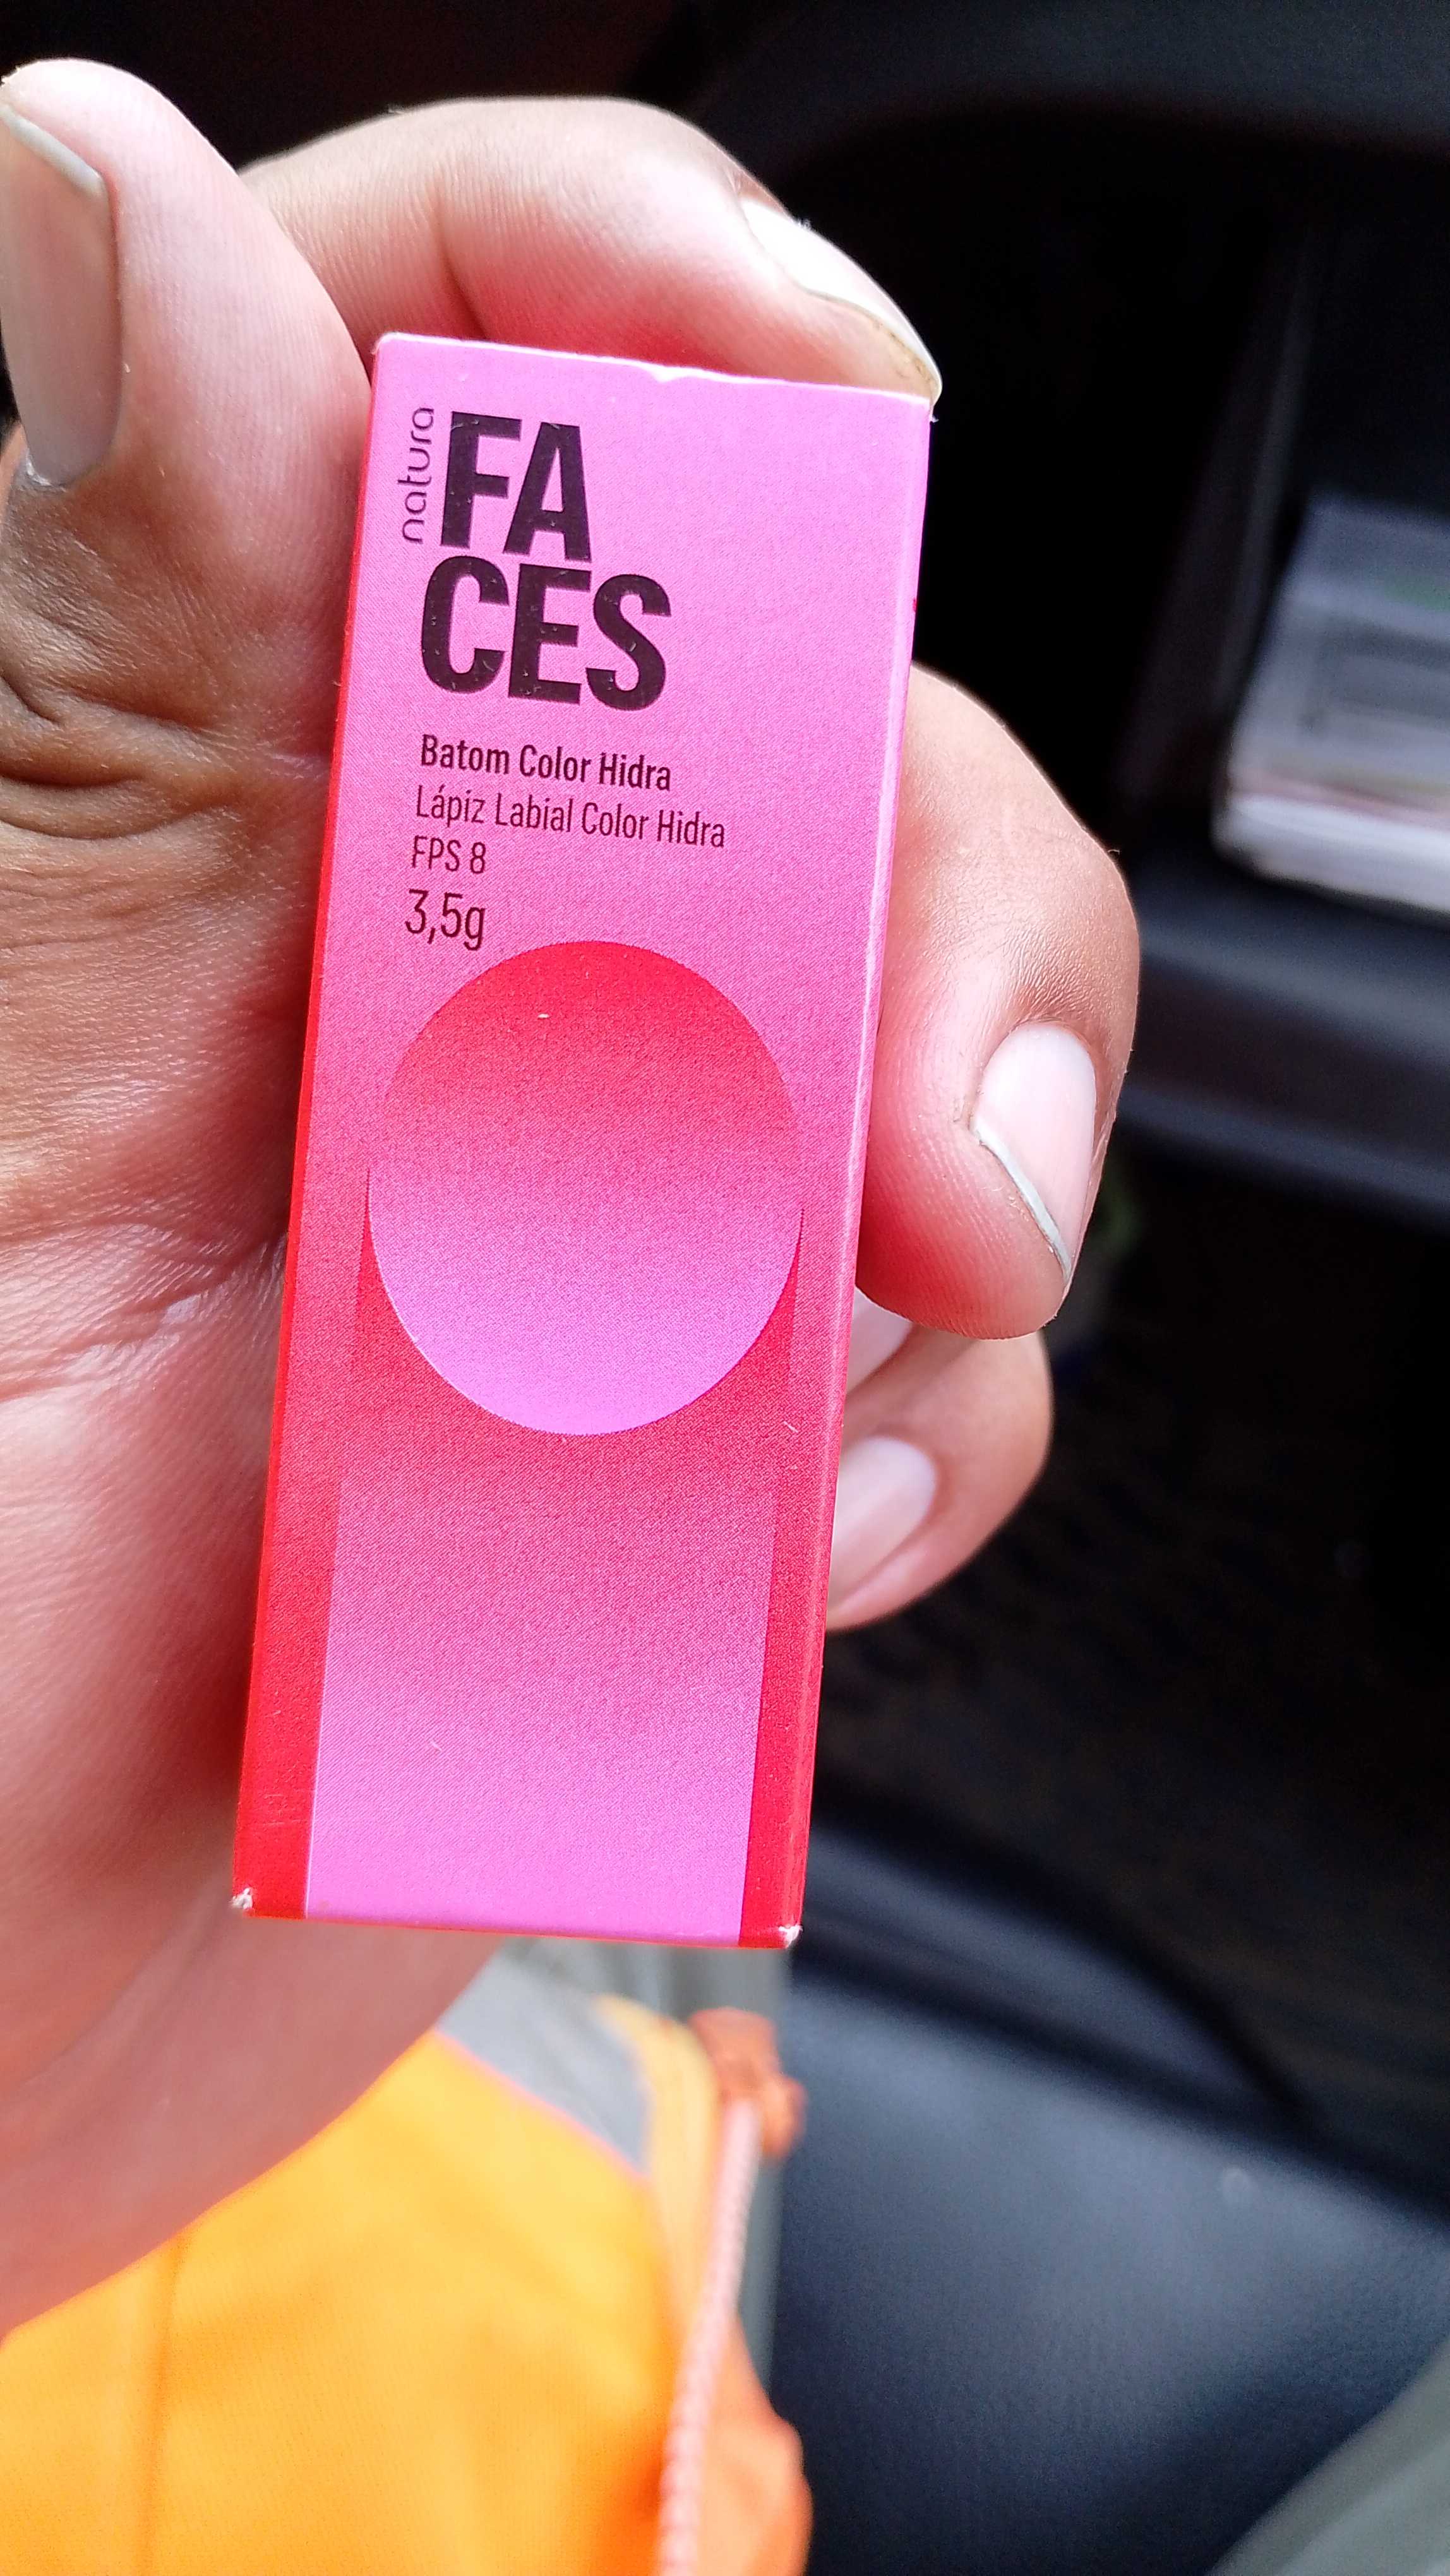 natura
FA
CES
Batom Color Hidra
Lápiz Labial Color Hidra
FPS 8
3,5g